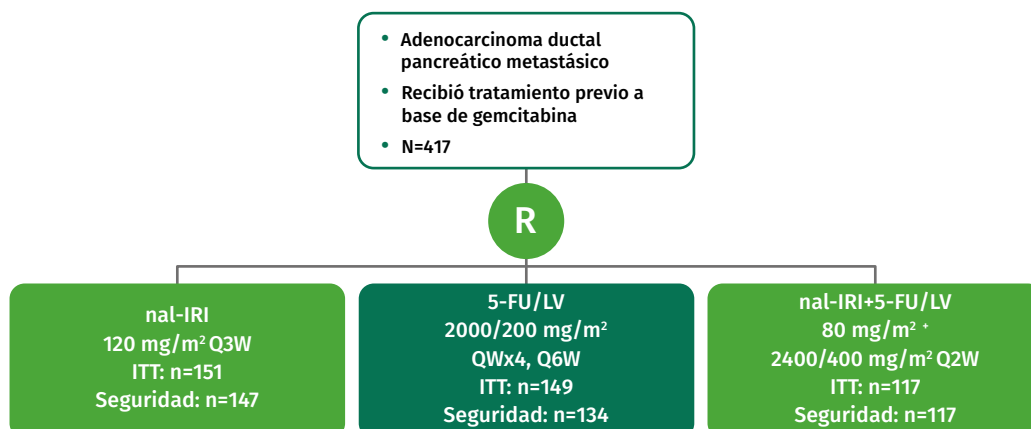 • Adenocarcinoma ductal
pancreático metastásico
• Recibió tratamiento previo a
base de gemcitabina
• N=417
R
nal-IRI
120 mg/m² Q3W
ITT: n=151
Seguridad: n=147
5-FU/LV
2000/200 mg/m²
QWx4, Q6W
ITT: n=149
Seguridad: n=134
nal-IRI+5-FU/LV
80 mg/m² ⁺
2400/400 mg/m² Q2W
ITT: n=117
Seguridad: n=117